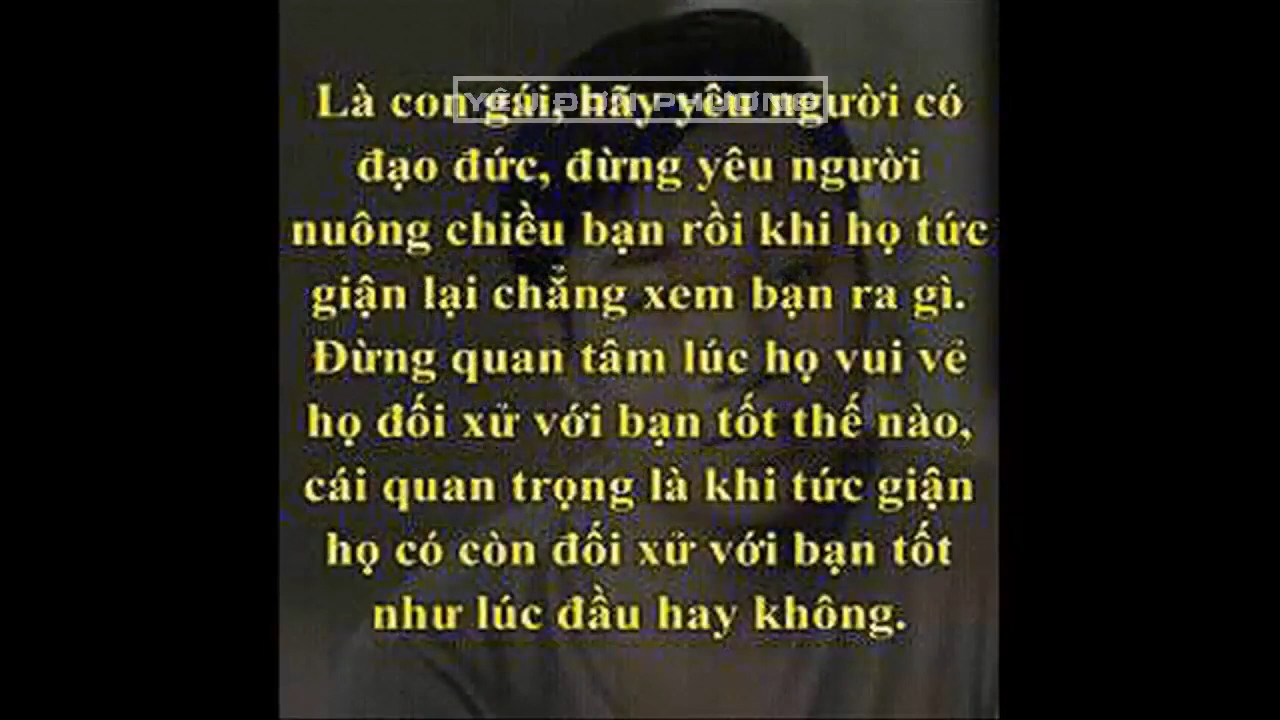 YÊU ĐƠN PHƯƠNG
Là con gái, hãy yêu người có
đạo đức, đừng yêu người
nuông chiều bạn rồi khi họ tức
giận lại chẳng xem bạn ra gì.
Đừng quan tâm lúc họ vui vẻ
họ đối xử với bạn tốt thế nào,
cái quan trọng là khi tức giận
họ có còn đối xử với bạn tốt
như lúc đầu hay không.